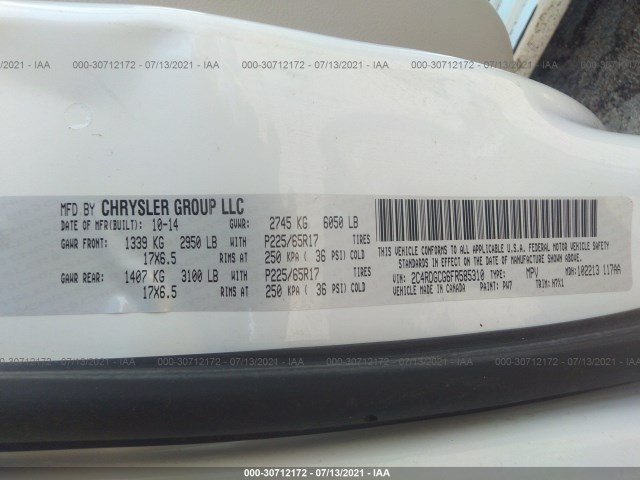 000-30712172 - 07/13/2021 - IAA
000-30712172 - 07/13/2021 - IAA
000-30712172 - 07/13/2021 - IAA
MFD BY CHRYSLER GROUP LLC
DATE OF MFR(BUILT): 10-14
GVWR: 2745 KG 6050 LB
GAWR FRONT: 1339 KG 2950 LB WITH P225/65R17 TIRES
17X6.5 RIMS AT 250 KPA ( 36 PSI) COLD
GAWR REAR: 1407 KG 3100 LB WITH P225/65R17 TIRES
17X6.5 RIMS AT 250 KPA ( 36 PSI) COLD
THIS VEHICLE CONFORMS TO ALL APPLICABLE U.S.A. FEDERAL MOTOR VEHICLE SAFETY
STANDARDS IN EFFECT ON THE DATE OF MANUFACTURE SHOWN ABOVE.
VIN: 2C4RDGCG6FR585310 TYPE: MPV MDH: 102213 117AA
VEHICLE MADE IN CANADA PAINT: PW7 TRIM: H7X1
000-30712172 - 07/13/2021 - IAA
000-30712172 - 07/13/2021 - IAA
000-30712172 - 07/13/2021 - IAA
000-30712172 - 07/13/2021 - IAA
000-30712172 - 07/13/2021 - IAA
000-30712172 - 07/13/2021 - IAA
000-30712172 - 07/13/2021 - IAA